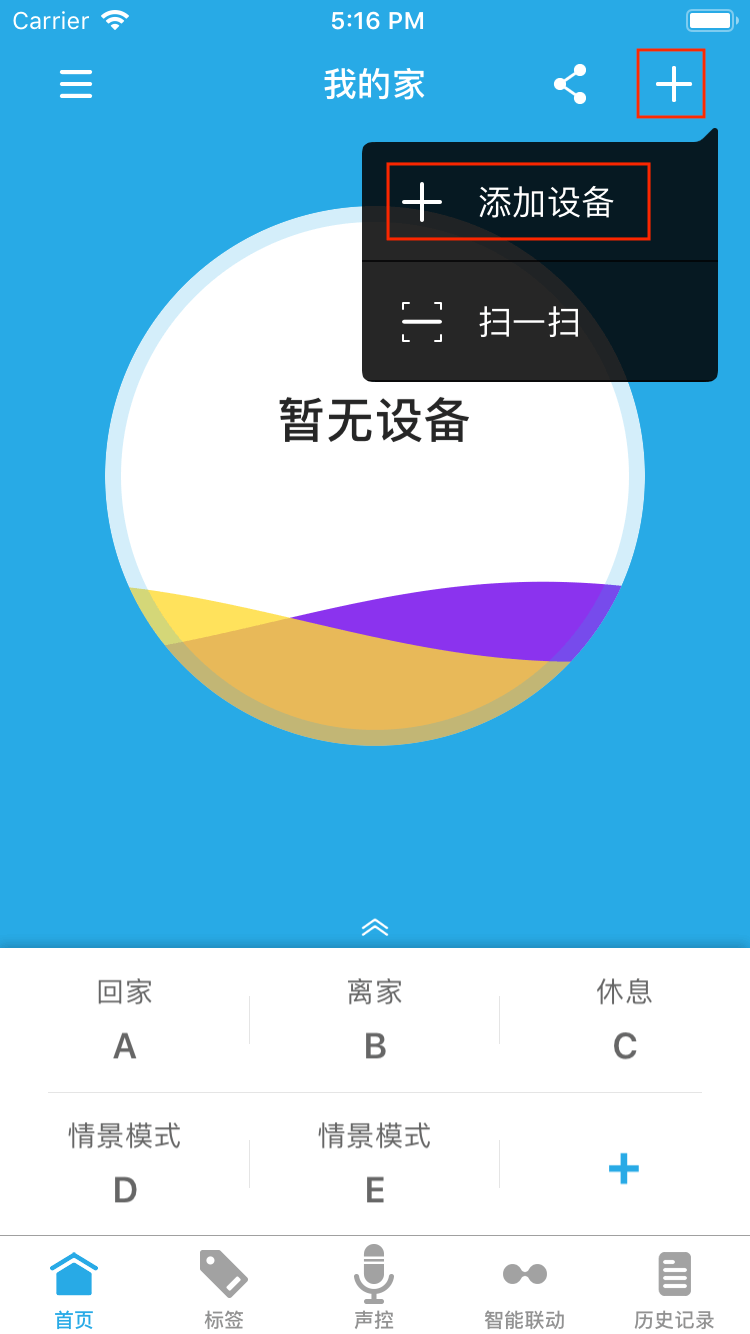 Carrier 5:16 PM
我的家
添加设备
扫一扫
暂无设备
回家 离家 休息
A B C
情景模式 情景模式
D E
首页 标签 声控 智能联动 历史记录